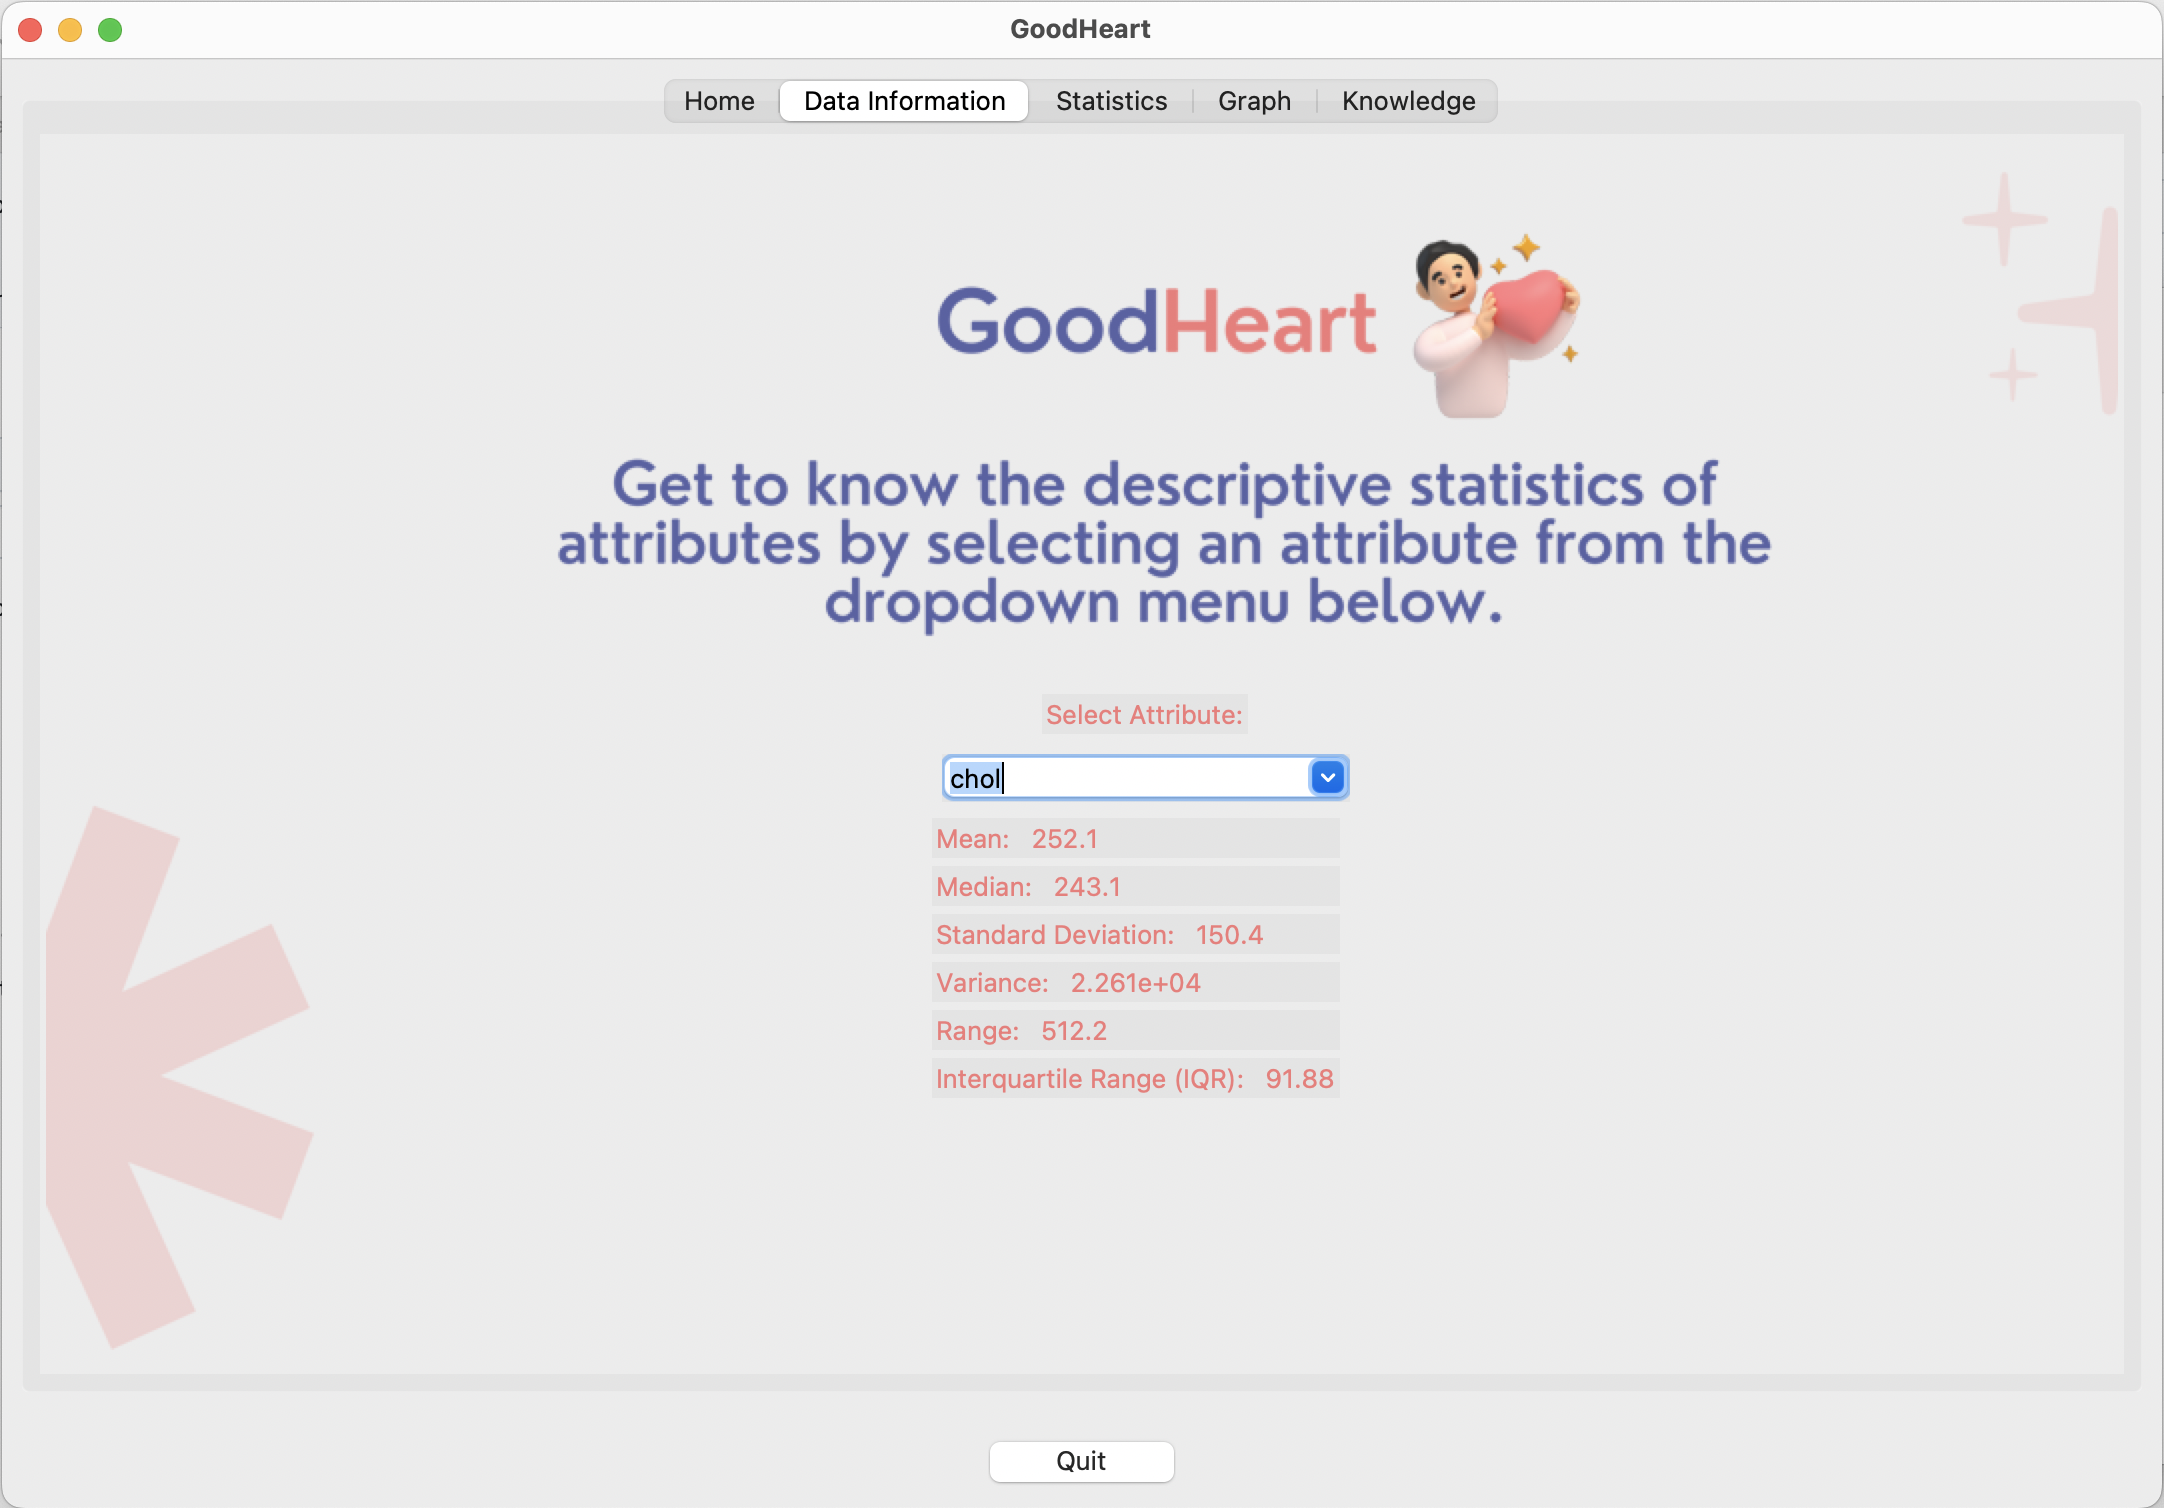 GoodHeart
Home Data Information Statistics Graph Knowledge
GoodHeart
Get to know the descriptive statistics of
attributes by selecting an attribute from the
dropdown menu below.
Select Attribute:
chol
Mean: 252.1
Median: 243.1
Standard Deviation: 150.4
Variance: 2.261e+04
Range: 512.2
Interquartile Range (IQR): 91.88
Quit